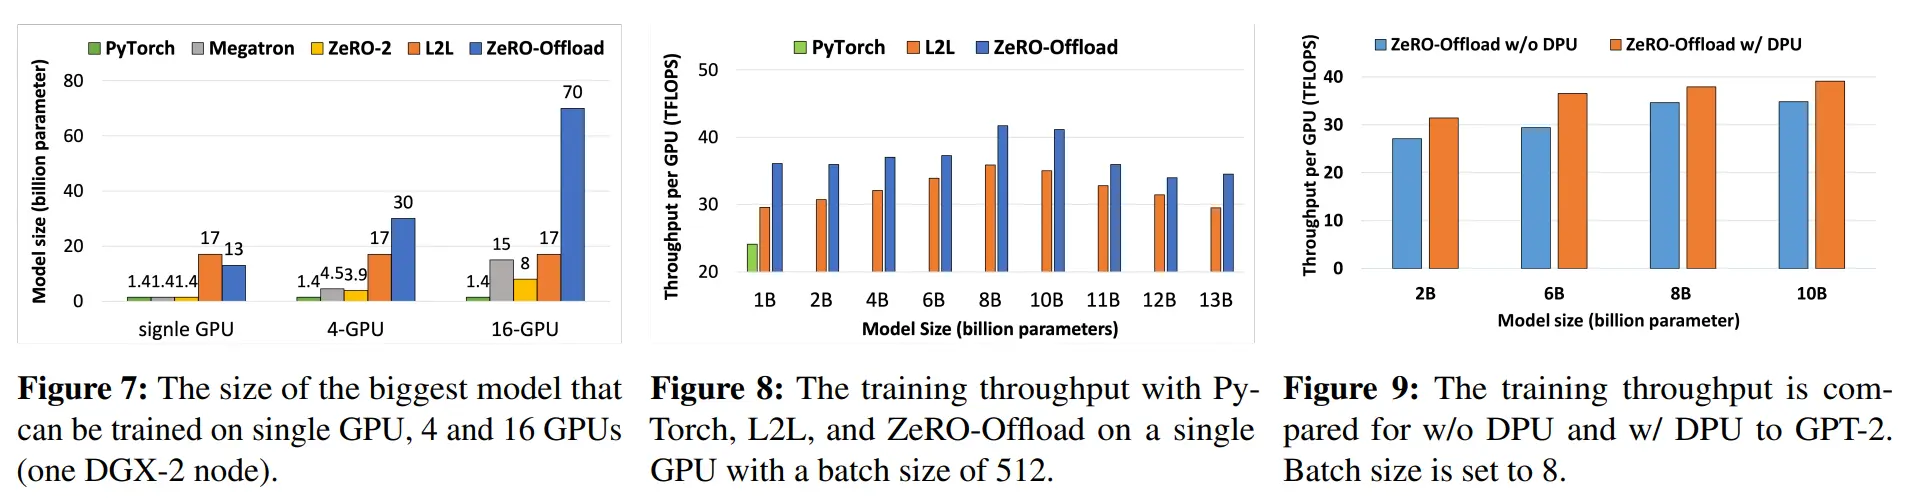 PyTorch Megatron ZeRO-2 L2L ZeRO-Offload
Model size (billion parameter)
80
60
40
20
0
1.4 1.4 1.4 17 13
1.4 4.5 3.9 17 30
1.4 15 8 17 70
signle GPU 4-GPU 16-GPU
Figure 7: The size of the biggest model that
can be trained on single GPU, 4 and 16 GPUs
(one DGX-2 node).
PyTorch L2L ZeRO-Offload
Throughput per GPU (TFLOPS)
50
40
30
20
1B 2B 4B 6B 8B 10B 11B 12B 13B
Model Size (billion parameters)
Figure 8: The training throughput with Py-
Torch, L2L, and ZeRO-Offload on a single
GPU with a batch size of 512.
ZeRO-Offload w/o DPU ZeRO-Offload w/ DPU
Throughput per GPU (TFLOPS)
40
30
20
10
0
2B 6B 8B 10B
Model size (billion parameter)
Figure 9: The training throughput is com-
pared for w/o DPU and w/ DPU to GPT-2.
Batch size is set to 8.